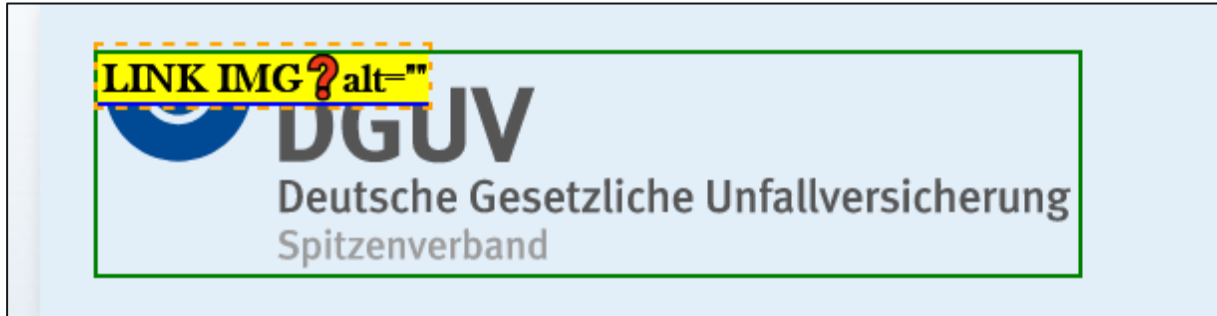 LINK IMG❓alt=""
DGUV
Deutsche Gesetzliche Unfallversicherung
Spitzenverband